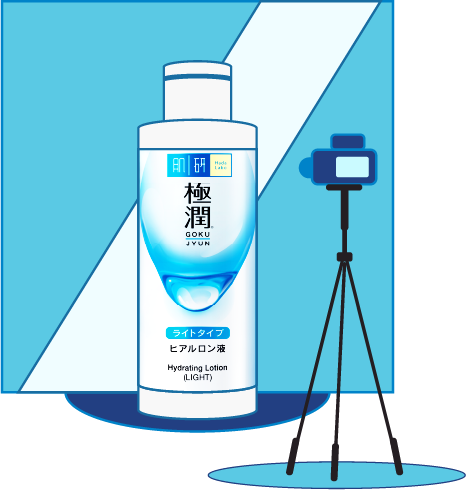 肌研
Hada
Labo
極潤
GOKU
JYUN
ライトタイプ
ヒアルロン液
Hydrating Lotion
(LIGHT)